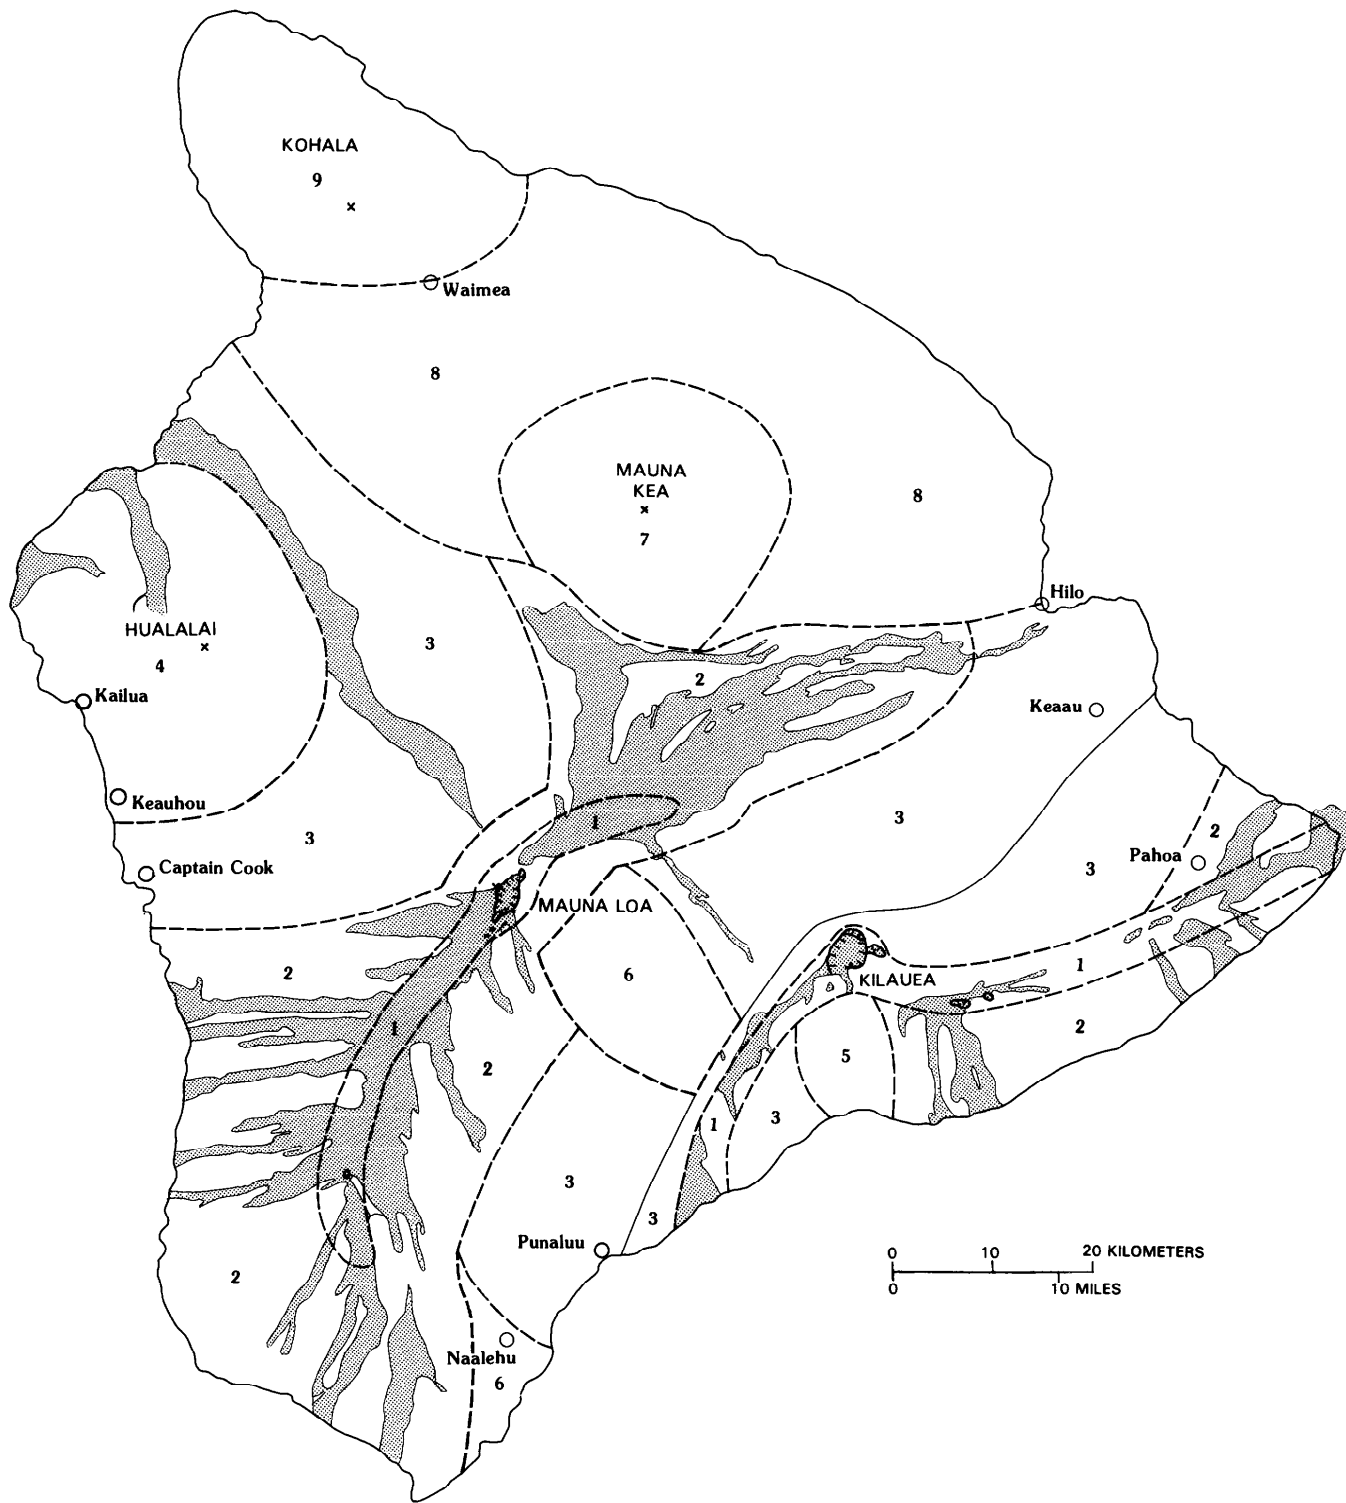 KOHALA
9
x
Waimea
8
MAUNA
KEA
x
7
8
Hilo
HUALALAI
x
4
3
2
Kailua
Keaau
Keauhou
3
1
3
2
Captain Cook
Pahoa
3
MAUNA LOA
2
6
KILAUEA
1
1
2
2
5
3
1
3
3
Punaluu
2
0 10 20 KILOMETERS
0 10 MILES
Naalehu
6